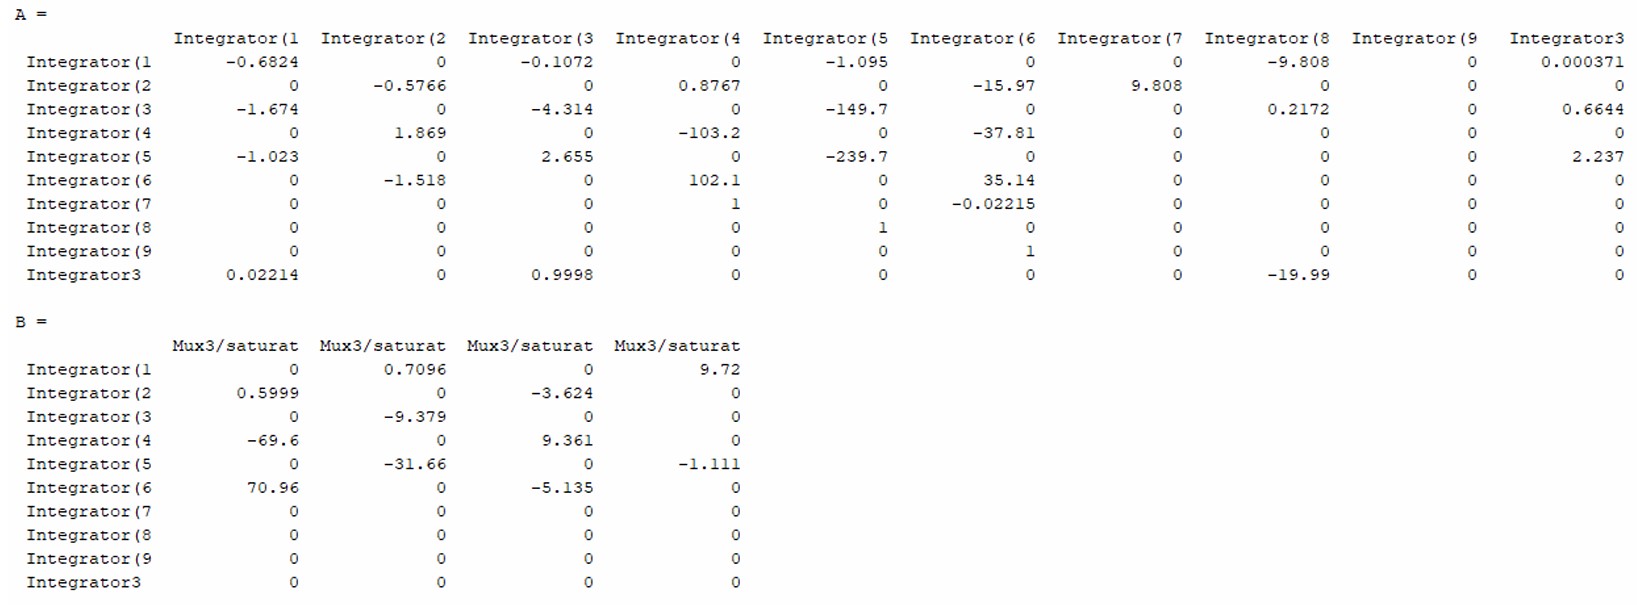 A =
Integrator(1 Integrator(2 Integrator(3 Integrator(4 Integrator(5 Integrator(6 Integrator(7 Integrator(8 Integrator(9 Integrator3
Integrator(1 -0.6824 0 -0.1072 0 -1.095 0 0 -9.808 0 0.000371
Integrator(2 0 -0.5766 0 0.8767 0 -15.97 9.808 0 0 0
Integrator(3 -1.674 0 -4.314 0 -149.7 0 0 0.2172 0 0.6644
Integrator(4 0 1.869 0 -103.2 0 -37.81 0 0 0 0
Integrator(5 -1.023 0 2.655 0 -239.7 0 0 0 0 2.237
Integrator(6 0 -1.518 0 102.1 0 35.14 0 0 0 0
Integrator(7 0 0 0 1 0 -0.02215 0 0 0 0
Integrator(8 0 0 0 0 1 0 0 0 0 0
Integrator(9 0 0 0 0 0 1 0 0 0 0
Integrator3 0.02214 0 0.9998 0 0 0 0 -19.99 0 0
B =
Mux3/saturat Mux3/saturat Mux3/saturat Mux3/saturat
Integrator(1 0 0.7096 0 9.72
Integrator(2 0.5999 0 -3.624 0
Integrator(3 0 -9.379 0 0
Integrator(4 -69.6 0 9.361 0
Integrator(5 0 -31.66 0 -1.111
Integrator(6 70.96 0 -5.135 0
Integrator(7 0 0 0 0
Integrator(8 0 0 0 0
Integrator(9 0 0 0 0
Integrator3 0 0 0 0